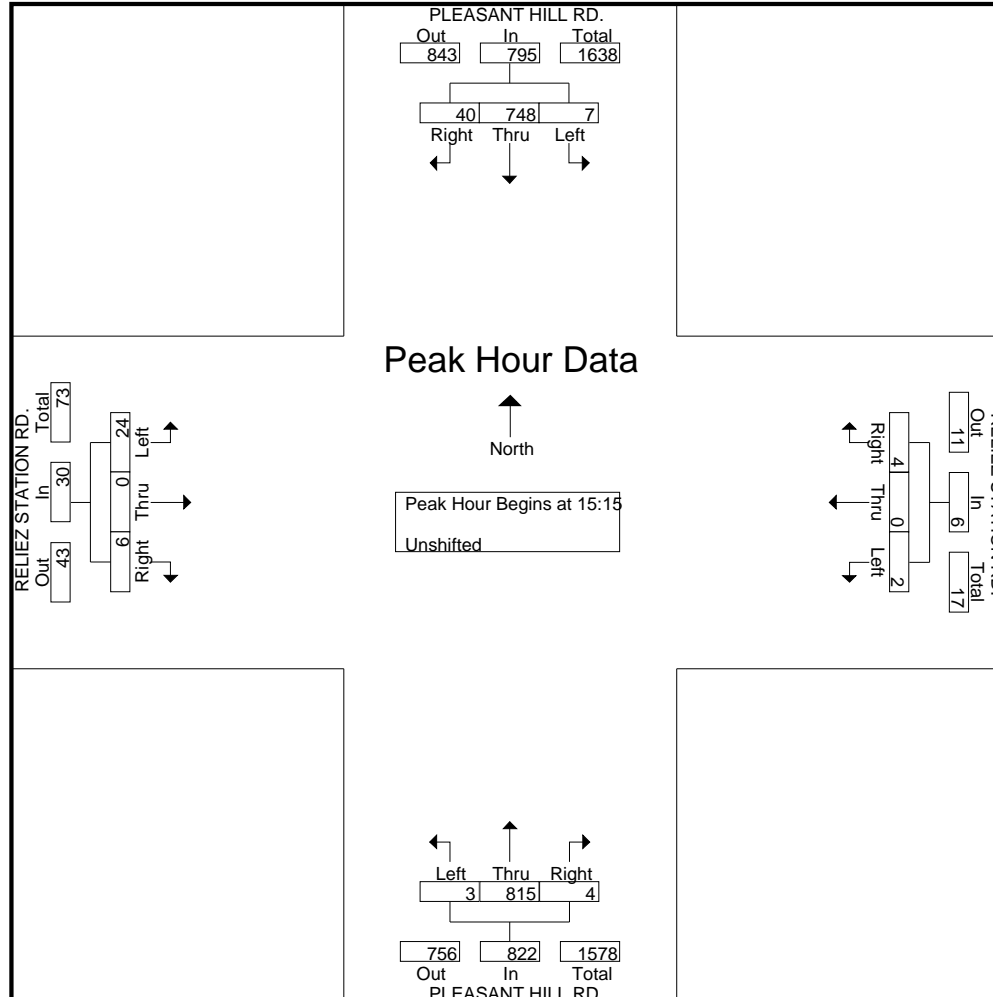 PLEASANT HILL RD.
Out In Total
843 795 1638
40 748 7
Right Thru Left
Peak Hour Data
North
Peak Hour Begins at 15:15
Unshifted
RELIEZ STATION RD.
Total In Out
73 30 43
24 0 6
Left Thru Right
Right Thru Left
4 0 2
Out In Total
11 6 17
Left Thru Right
3 815 4
756 822 1578
Out In Total
PLEASANT HILL RD.